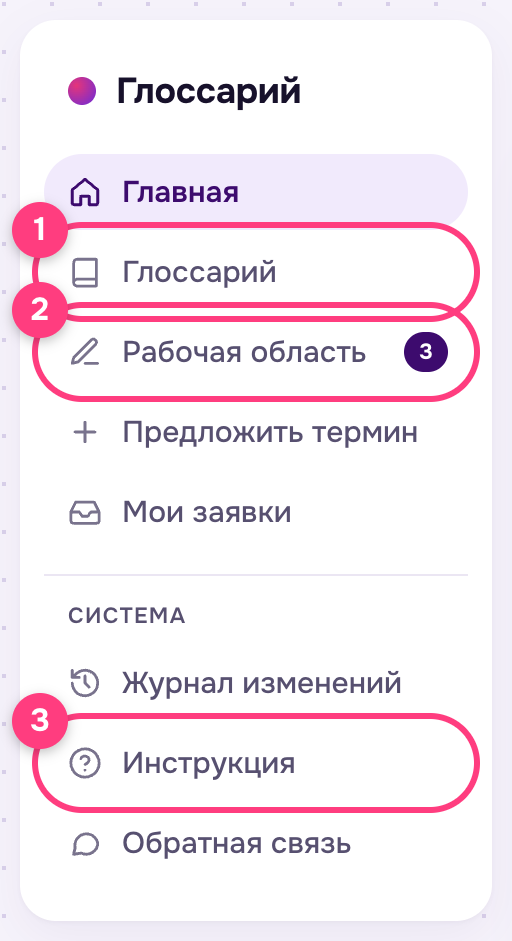 Глоссарий
Главная
1
Глоссарий
2
Рабочая область 3
Предложить термин
Мои заявки
СИСТЕМА
Журнал изменений
3
Инструкция
Обратная связь